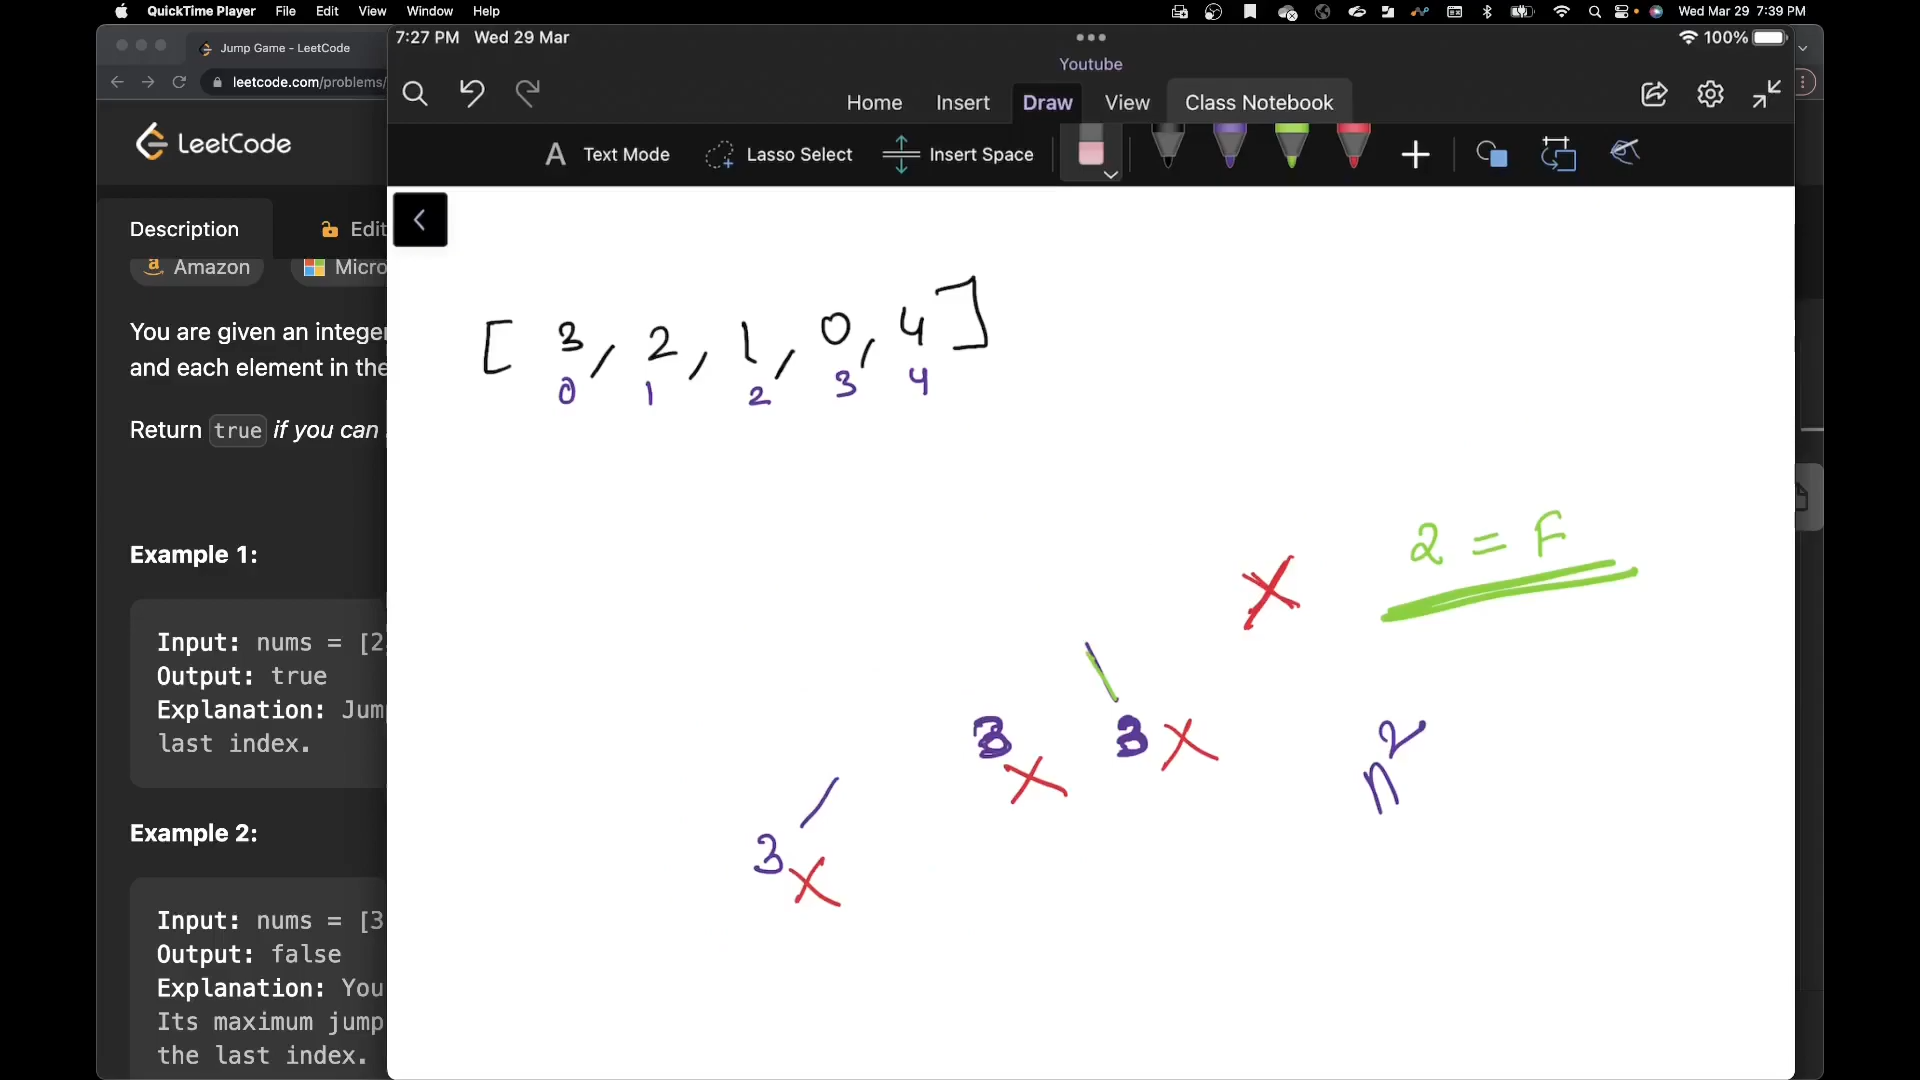 QuickTime Player File Edit View Window Help Wed Mar 29 7:39 PM
Jump Game - LeetCode
leetcode.com/problems/
7:27 PM Wed 29 Mar 100%
Youtube
Home Insert Draw View Class Notebook
A Text Mode Lasso Select Insert Space
LeetCode
Description Edit
Amazon Micro
You are given an integer
and each element in the
Return true if you can
Example 1:
Input: nums = [2
Output: true
Explanation: Jum
last index.
Example 2:
Input: nums = [3
Output: false
Explanation: You
Its maximum jump
the last index.
[ 3, 2, 1, 0, 4 ]
0 1 2 3 4
2 = F
X
3 X 3 X
n²
3 X